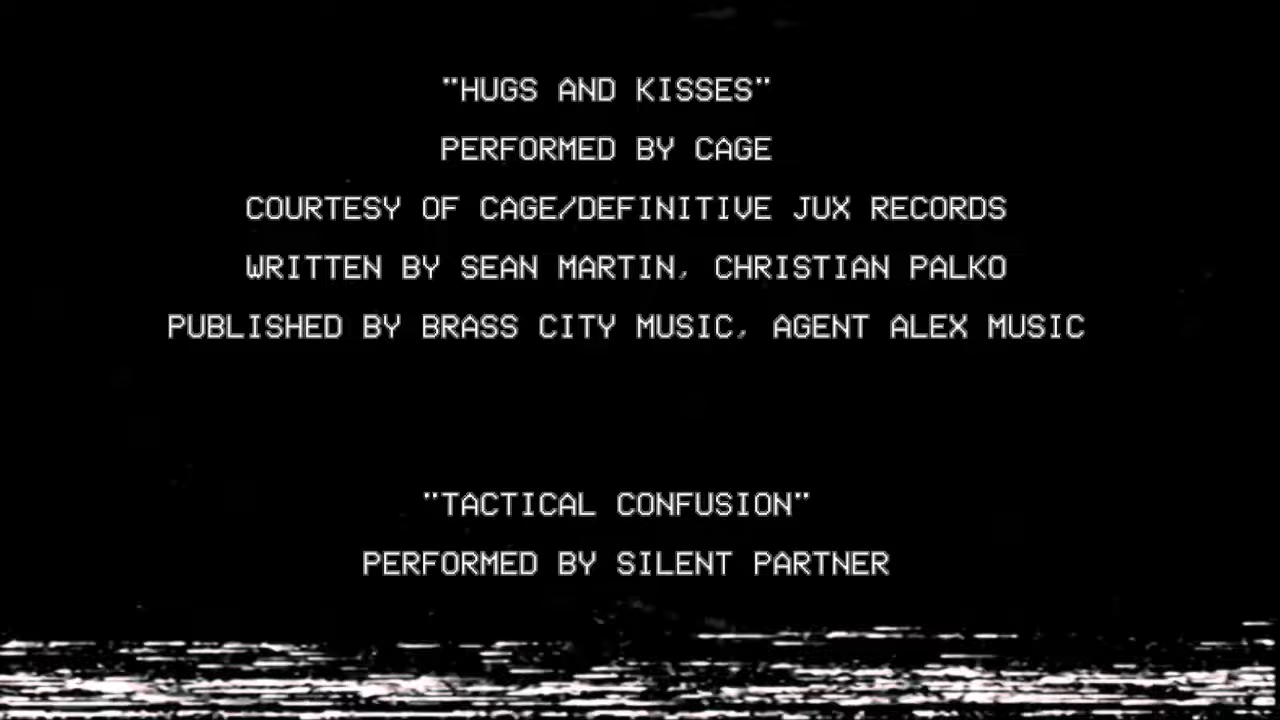 "HUGS AND KISSES"
PERFORMED BY CAGE
COURTESY OF CAGE/DEFINITIVE JUX RECORDS
WRITTEN BY SEAN MARTIN, CHRISTIAN PALKO
PUBLISHED BY BRASS CITY MUSIC, AGENT ALEX MUSIC
"TACTICAL CONFUSION"
PERFORMED BY SILENT PARTNER